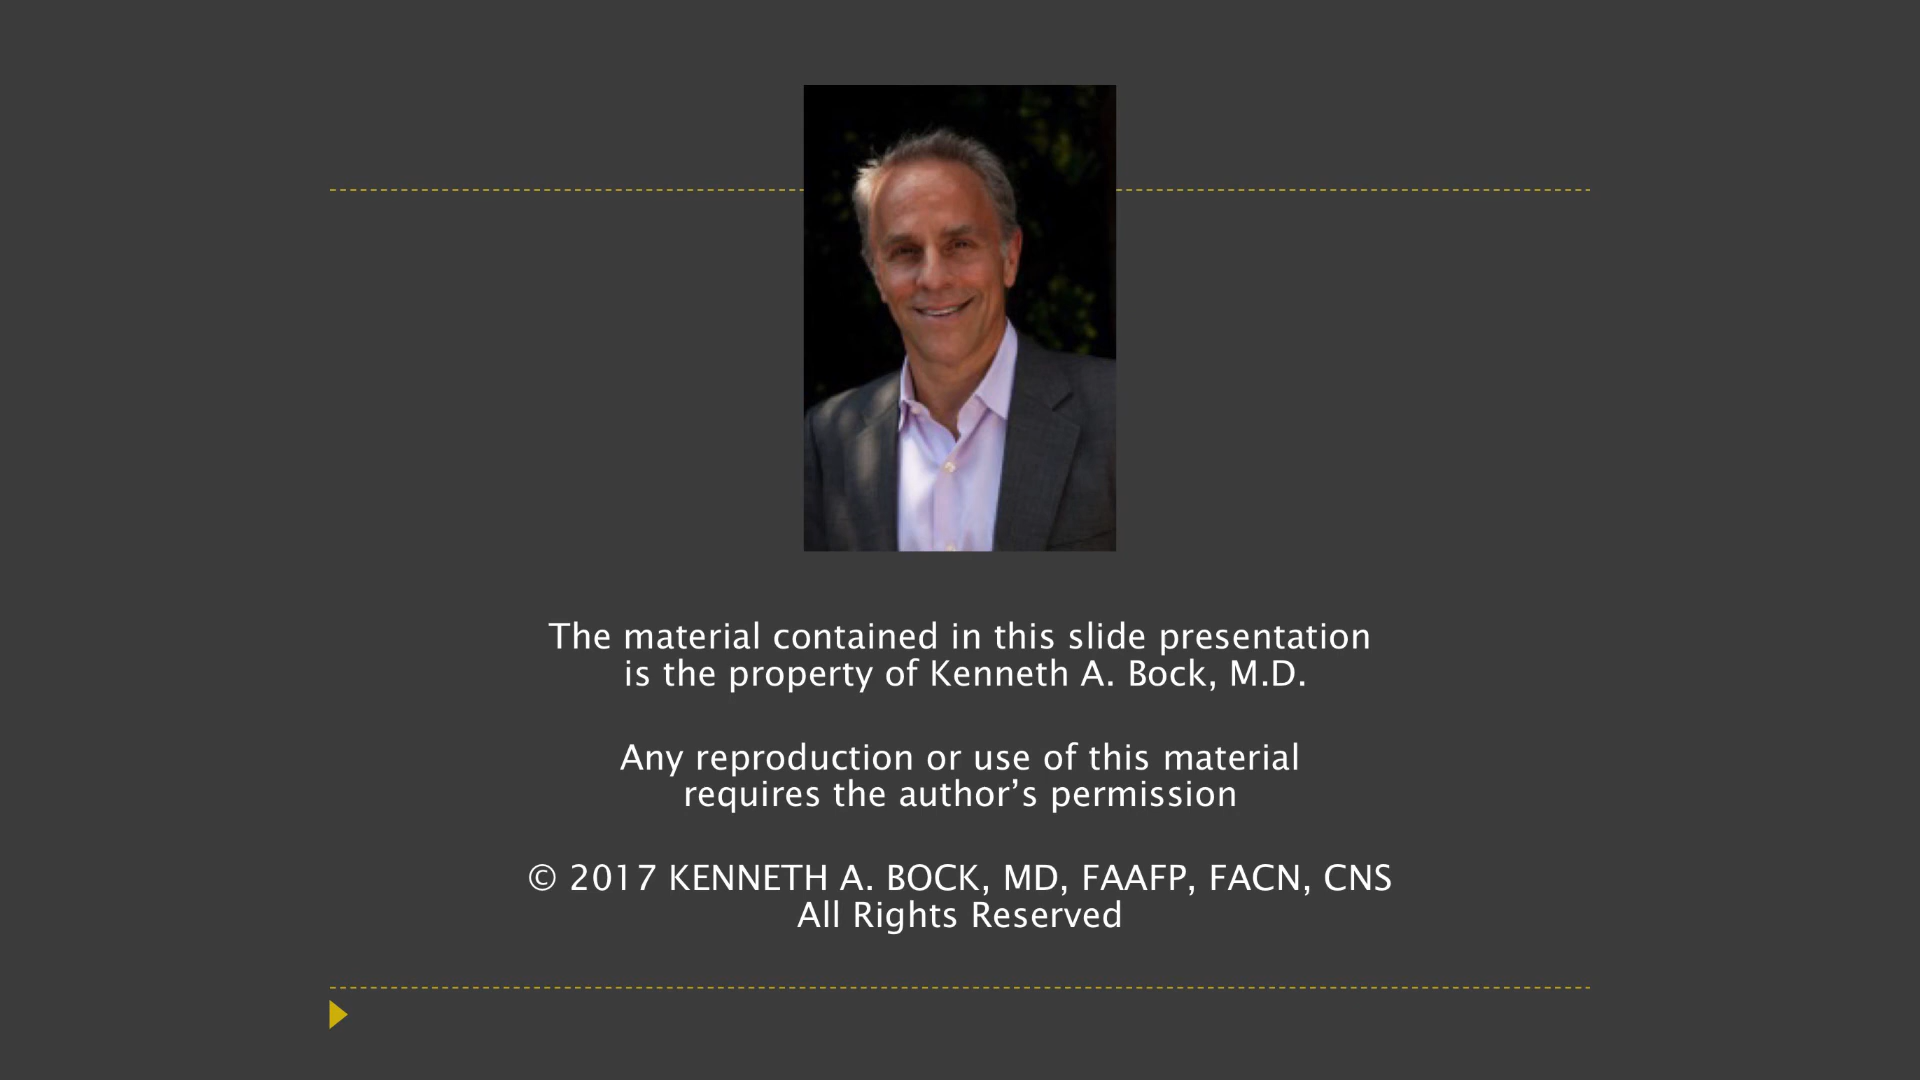 The material contained in this slide presentation
is the property of Kenneth A. Bock, M.D.
Any reproduction or use of this material
requires the author’s permission
© 2017 KENNETH A. BOCK, MD, FAAFP, FACN, CNS
All Rights Reserved